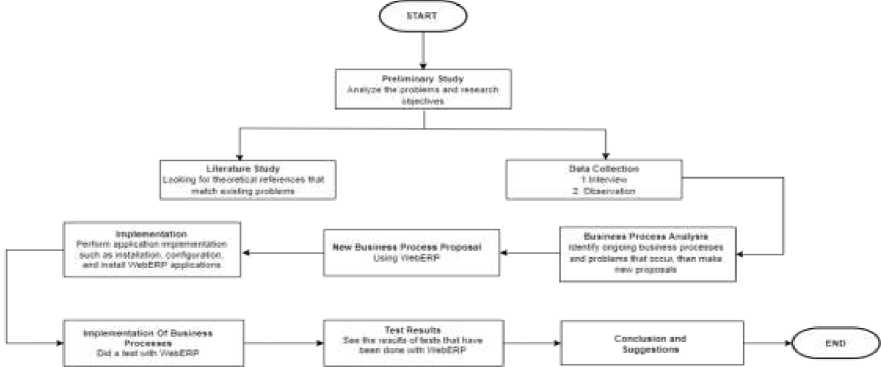 START
Preliminary Study
Analyze the problems and research
objectives
Literature Study
Looking for theoretical references that
match existing problems
Data Collection
1. Interview
2. Observation
Business Process Analysis
Identify ongoing business processes
and problems that occur, then make
new proposals
New Business Process Proposal
Using WebERP
Implementation
Perform application implementation
such as installation, configuration,
and install WebERP applications
Implementation Of Business
Processes
Did a test with WebERP
Test Results
See the results of tests that have
been done with WebERP
Conclusion and
Suggestions
END